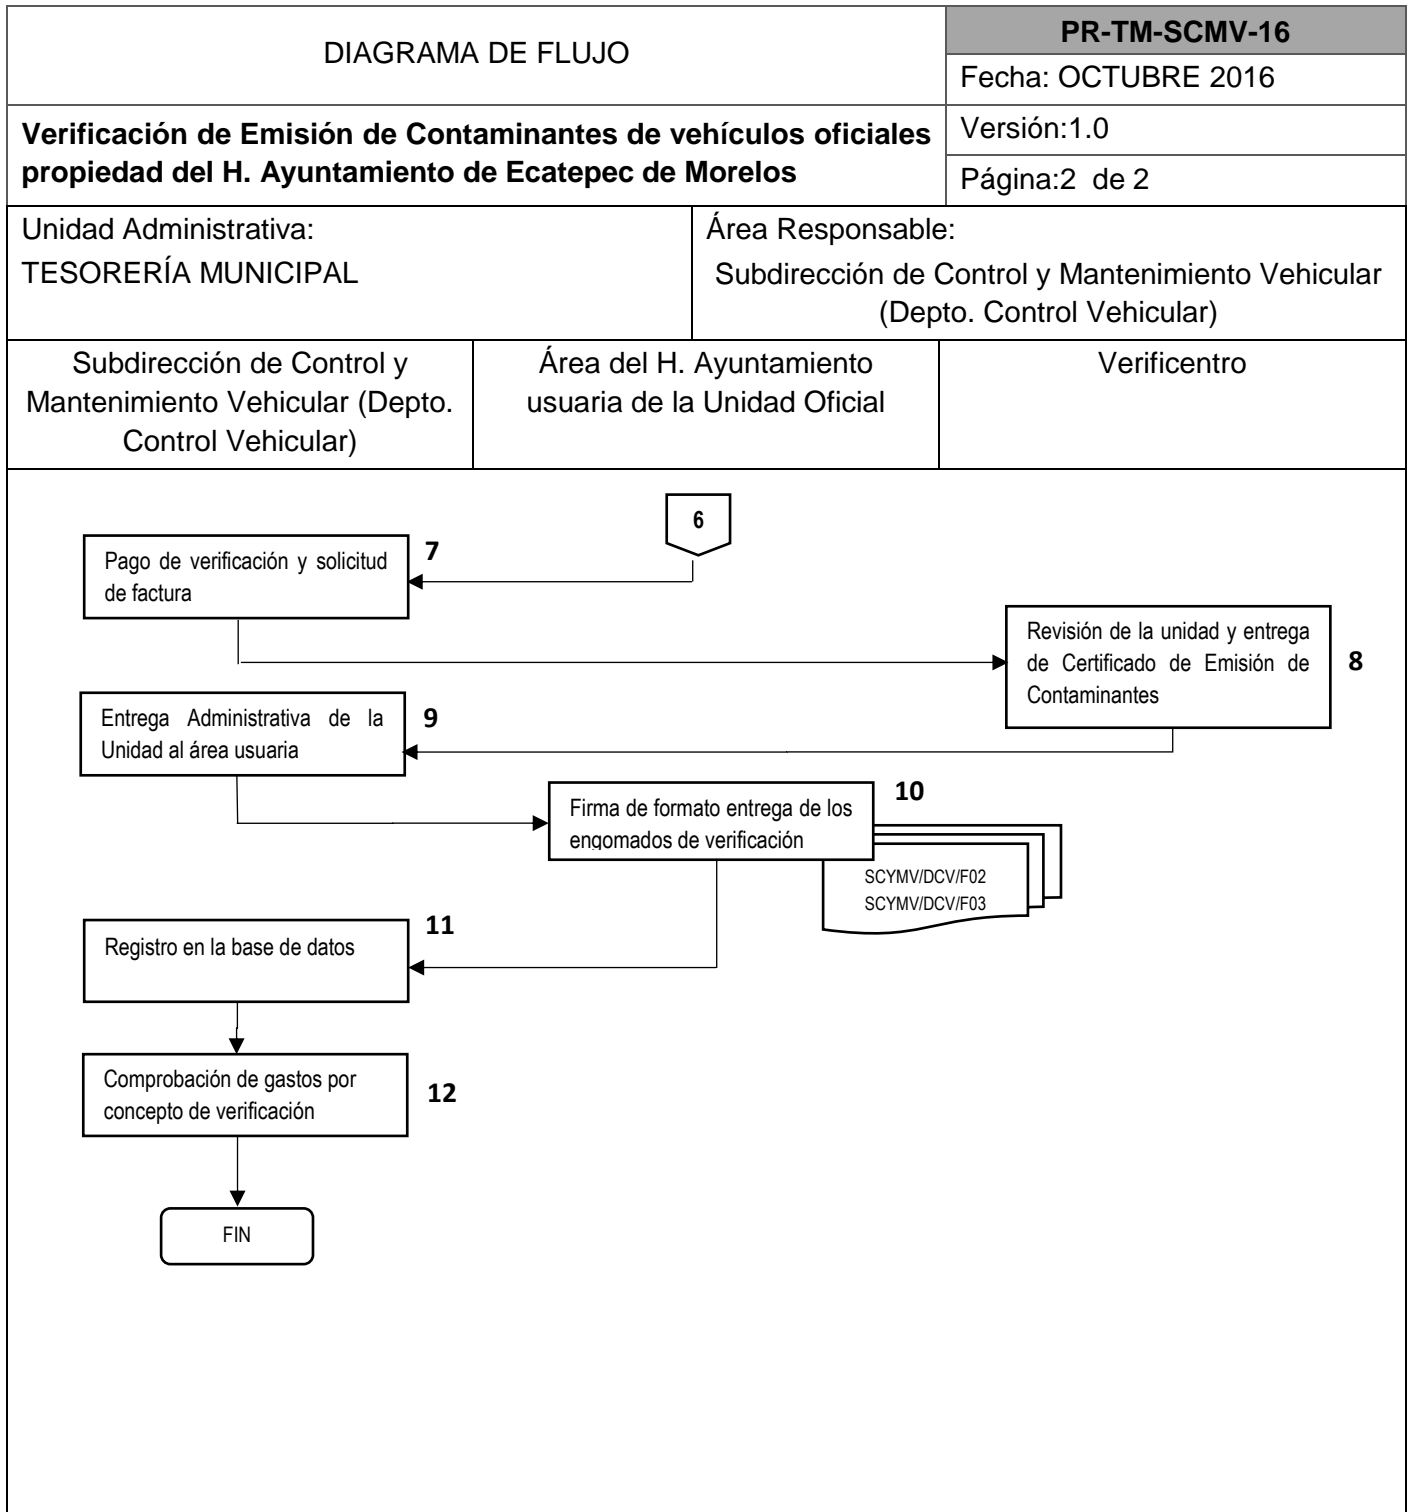 DIAGRAMA DE FLUJO
PR-TM-SCMV-16
Fecha: OCTUBRE 2016
Verificación de Emisión de Contaminantes de vehículos oficiales
propiedad del H. Ayuntamiento de Ecatepec de Morelos
Versión:1.0
Página:2 de 2
Unidad Administrativa:
TESORERÍA MUNICIPAL
Área Responsable:
Subdirección de Control y Mantenimiento Vehicular
(Depto. Control Vehicular)
Subdirección de Control y
Mantenimiento Vehicular (Depto.
Control Vehicular)
Área del H. Ayuntamiento
usuaria de la Unidad Oficial
Verificentro
6
Pago de verificación y solicitud
de factura
7
Revisión de la unidad y entrega
de Certificado de Emisión de
Contaminantes
8
Entrega Administrativa de la
Unidad al área usuaria
9
Firma de formato entrega de los
engomados de verificación
10
SCYMV/DCV/F02
SCYMV/DCV/F03
Registro en la base de datos
11
Comprobación de gastos por
concepto de verificación
12
FIN